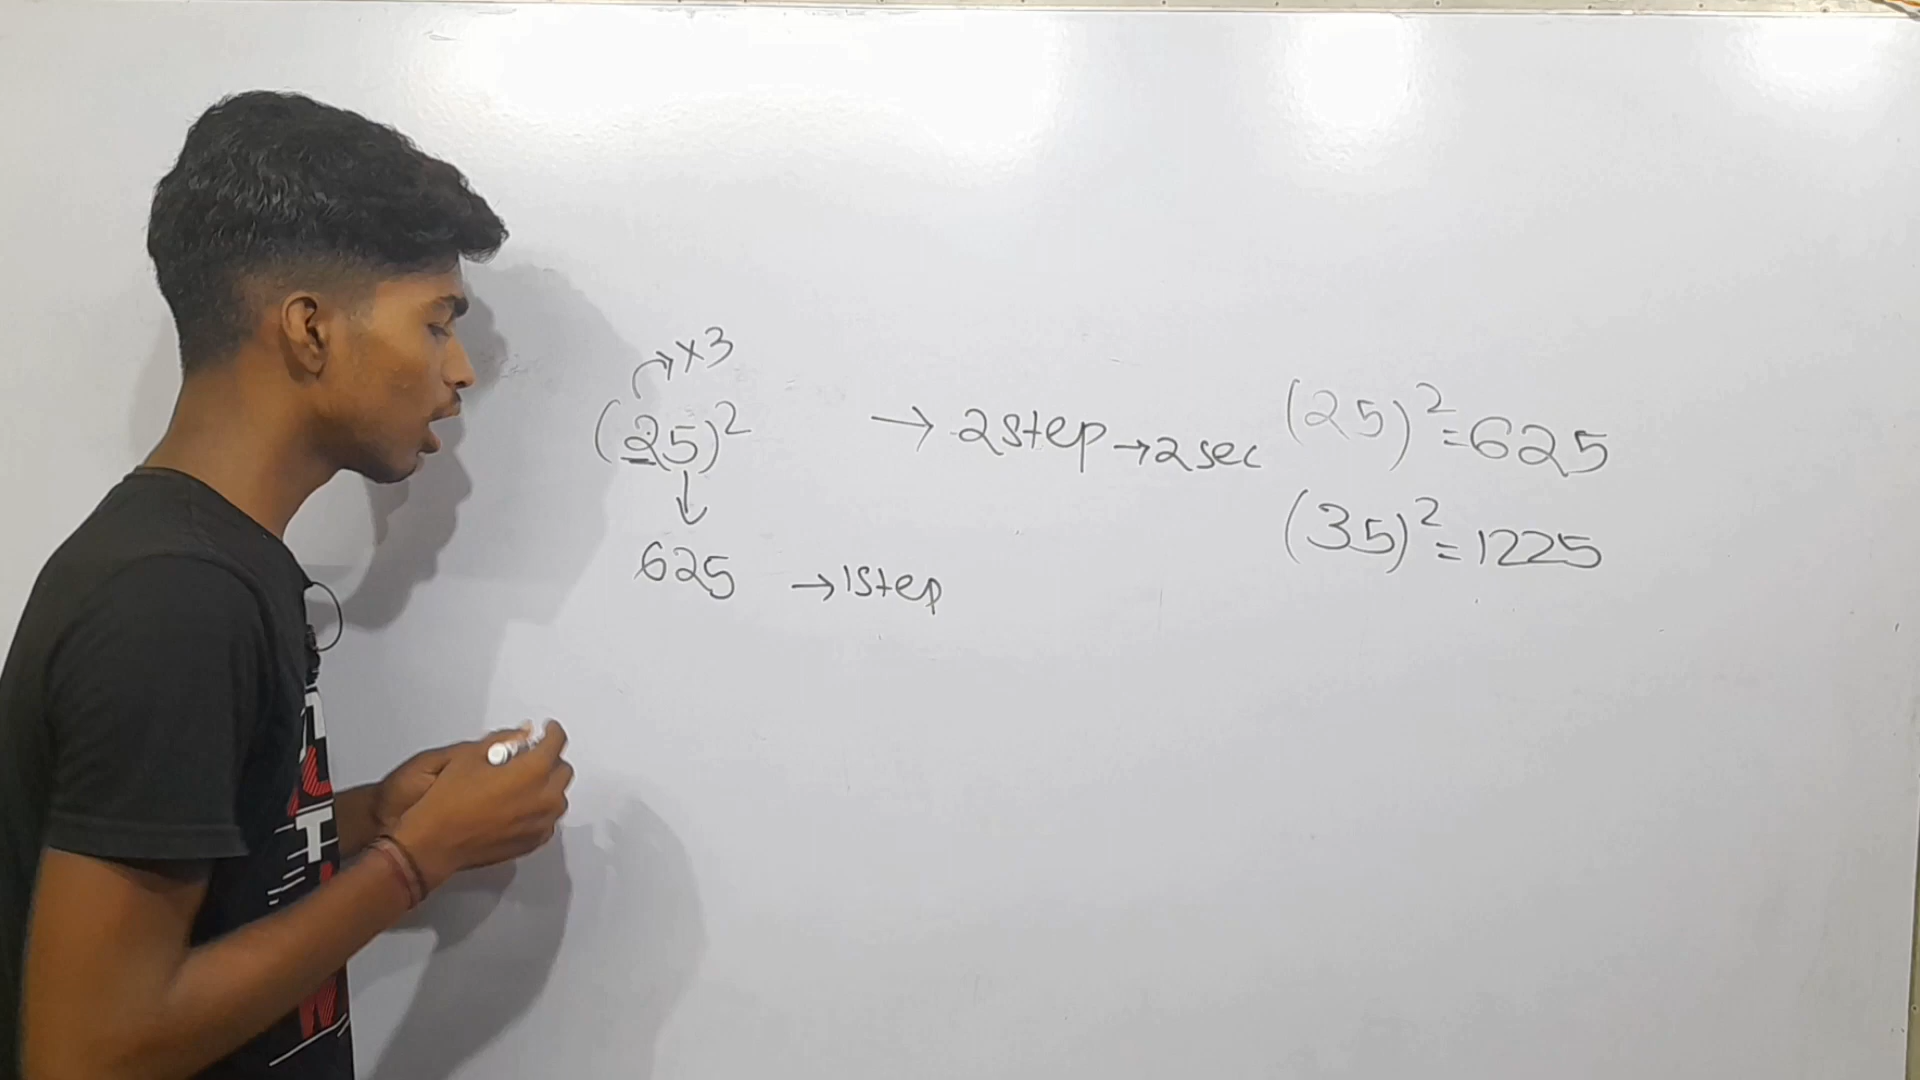 ×3
(25)²
→ 2step → 2sec
↓
625 → 1step
(25)² = 625
(35)² = 1225